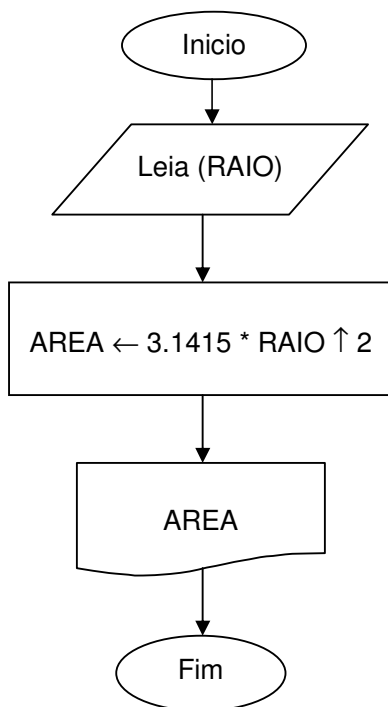 Inicio
Leia (RAIO)
AREA ← 3.1415 * RAIO ↑ 2
AREA
Fim